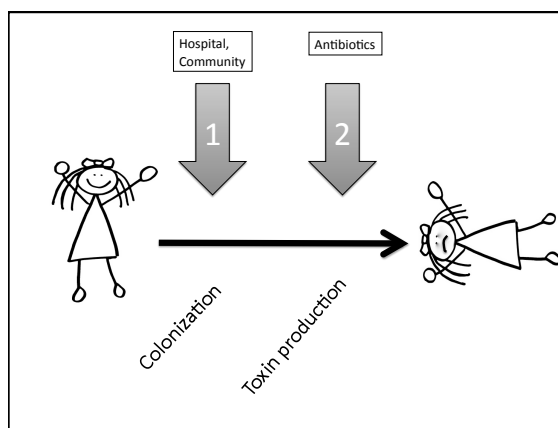 Hospital,
Community
Antibiotics
1
2
Colonization
Toxin production